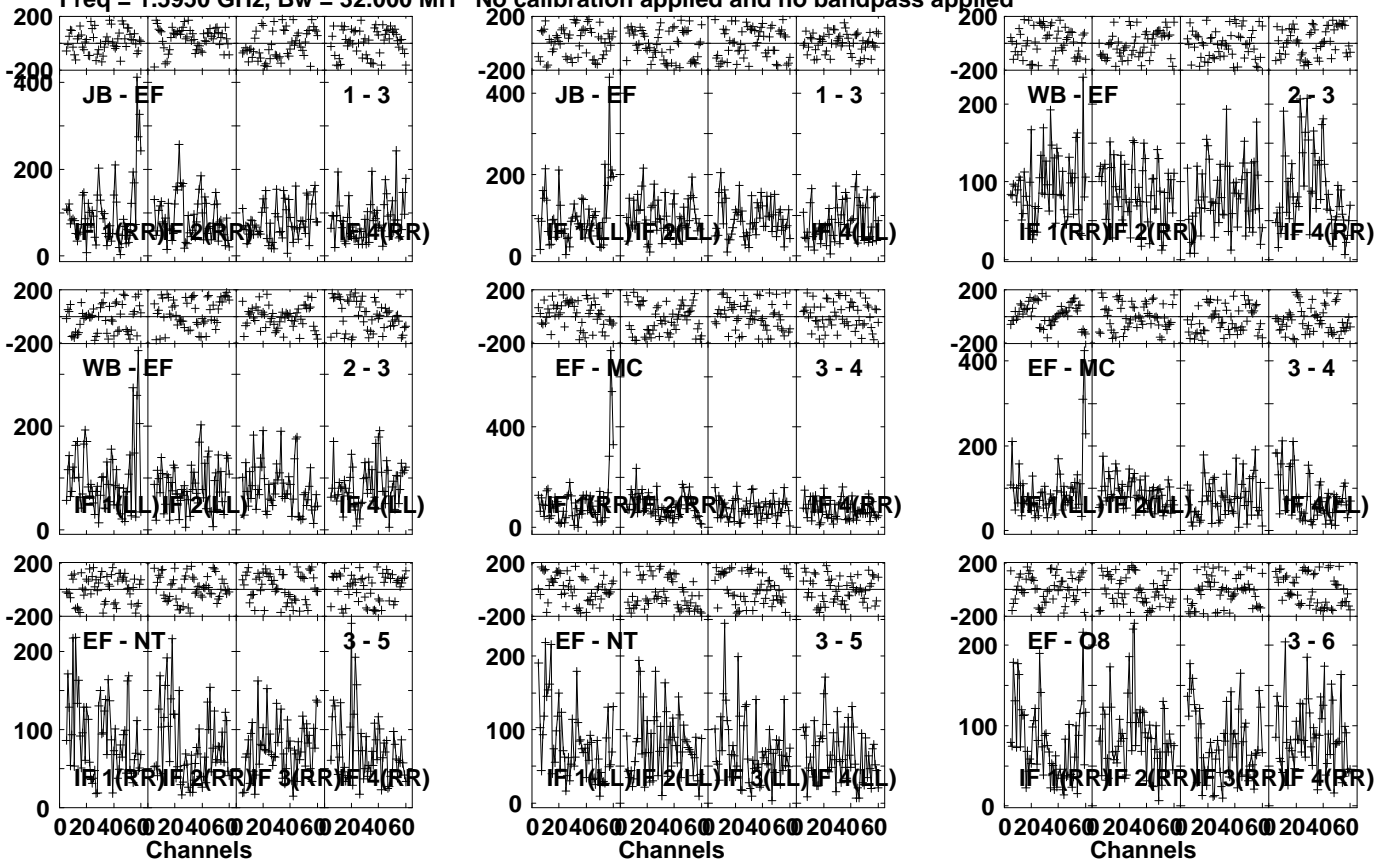 Freq = 1.5950 GHz, Bw = 32.000 MH No calibration applied and no bandpass applied
200
-200
JB - EF 1 - 3
400
200
0
IF 1(RR) IF 2(RR) IF 4(RR)
JB - EF 1 - 3
400
200
0
IF 1(LL) IF 2(LL) IF 4(LL)
200
-200
WB - EF 2 - 3
200
100
0
IF 1(RR) IF 2(RR) IF 4(RR)
200
-200
WB - EF 2 - 3
200
0
IF 1(LL) IF 2(LL) IF 4(LL)
200
-200
EF - MC 3 - 4
400
0
IF 1(RR) IF 2(RR) IF 4(RR)
200
-200
EF - MC 3 - 4
400
200
0
IF 1(LL) IF 2(LL) IF 4(LL)
200
-200
EF - NT 3 - 5
200
100
0
IF 1(RR) IF 2(RR) IF 3(RR) IF 4(RR)
0 20 40 60 0 20 40 60 0 20 40 60 0 20 40 60
Channels
200
-200
EF - NT 3 - 5
200
100
0
IF 1(LL) IF 2(LL) IF 3(LL) IF 4(LL)
0 20 40 60 0 20 40 60 0 20 40 60 0 20 40 60
Channels
200
-200
EF - O8 3 - 6
200
100
0
IF 1(RR) IF 2(RR) IF 3(RR) IF 4(RR)
0 20 40 60 0 20 40 60 0 20 40 60 0 20 40 60
Channels